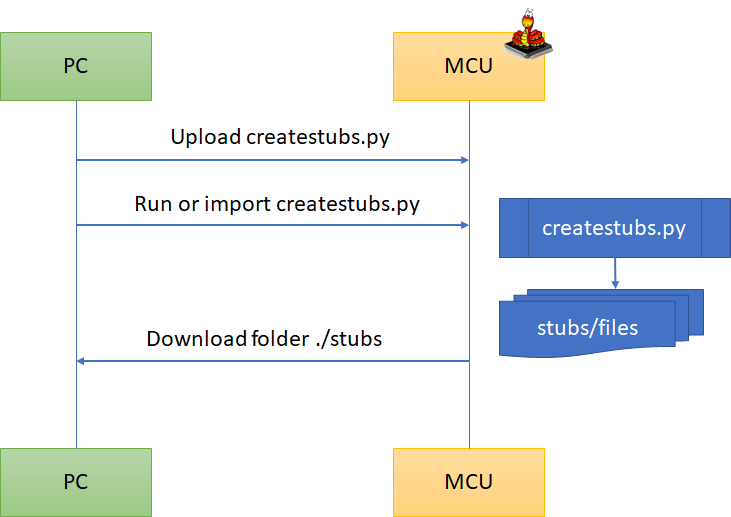 PC
MCU
Upload createstubs.py
Run or import createstubs.py
createstubs.py
stubs/files
Download folder ./stubs
PC
MCU